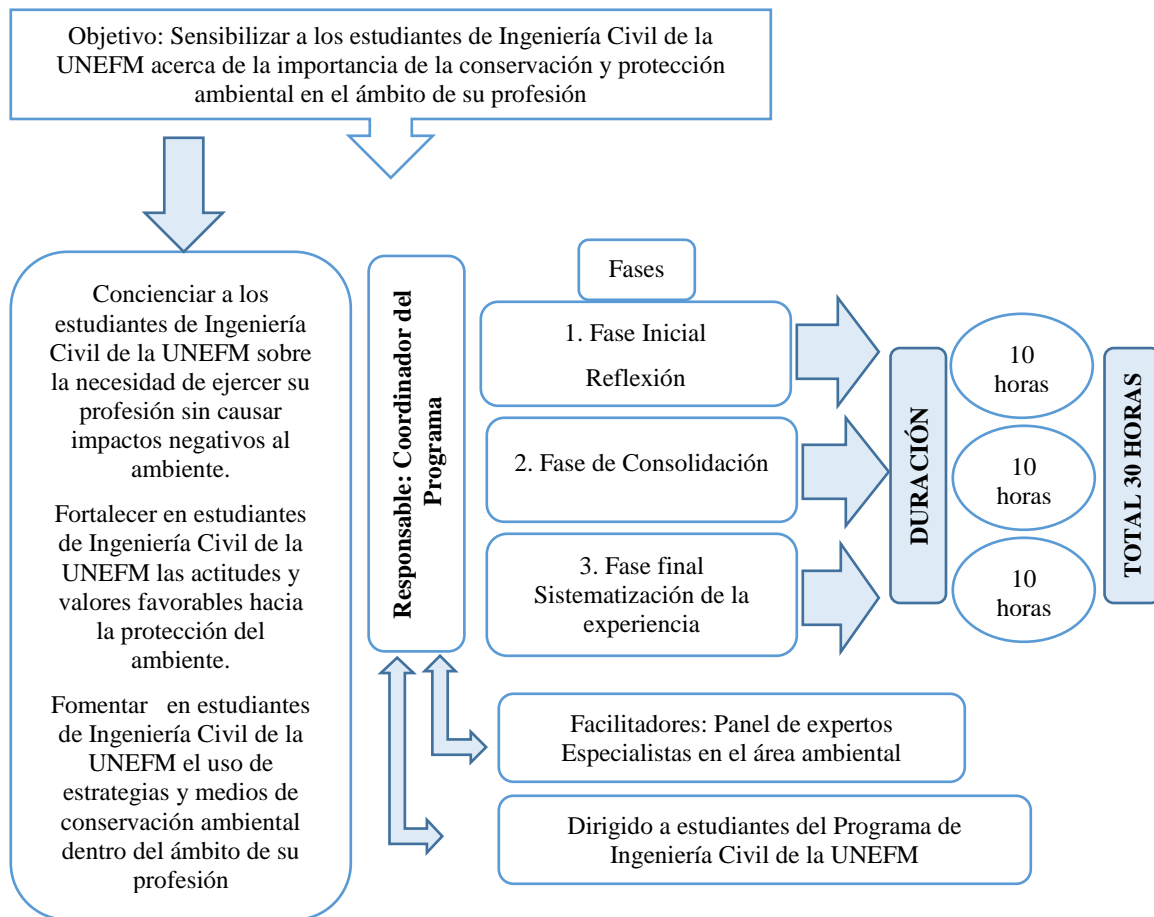 Objetivo: Sensibilizar a los estudiantes de Ingeniería Civil de la
UNEFM acerca de la importancia de la conservación y protección
ambiental en el ámbito de su profesión
Concienciar a los
estudiantes de Ingeniería
Civil de la UNEFM sobre
la necesidad de ejercer su
profesión sin causar
impactos negativos al
ambiente.
Fortalecer en estudiantes
de Ingeniería Civil de la
UNEFM las actitudes y
valores favorables hacia
la protección del
ambiente.
Fomentar en estudiantes
de Ingeniería Civil de la
UNEFM el uso de
estrategias y medios de
conservación ambiental
dentro del ámbito de su
profesión
Responsable: Coordinador del
Programa
Fases
1. Fase Inicial
Reflexión
2. Fase de Consolidación
3. Fase final
Sistematización de la
experiencia
DURACIÓN
10
horas
10
horas
10
horas
TOTAL 30 HORAS
Facilitadores: Panel de expertos
Especialistas en el área ambiental
Dirigido a estudiantes del Programa de
Ingeniería Civil de la UNEFM